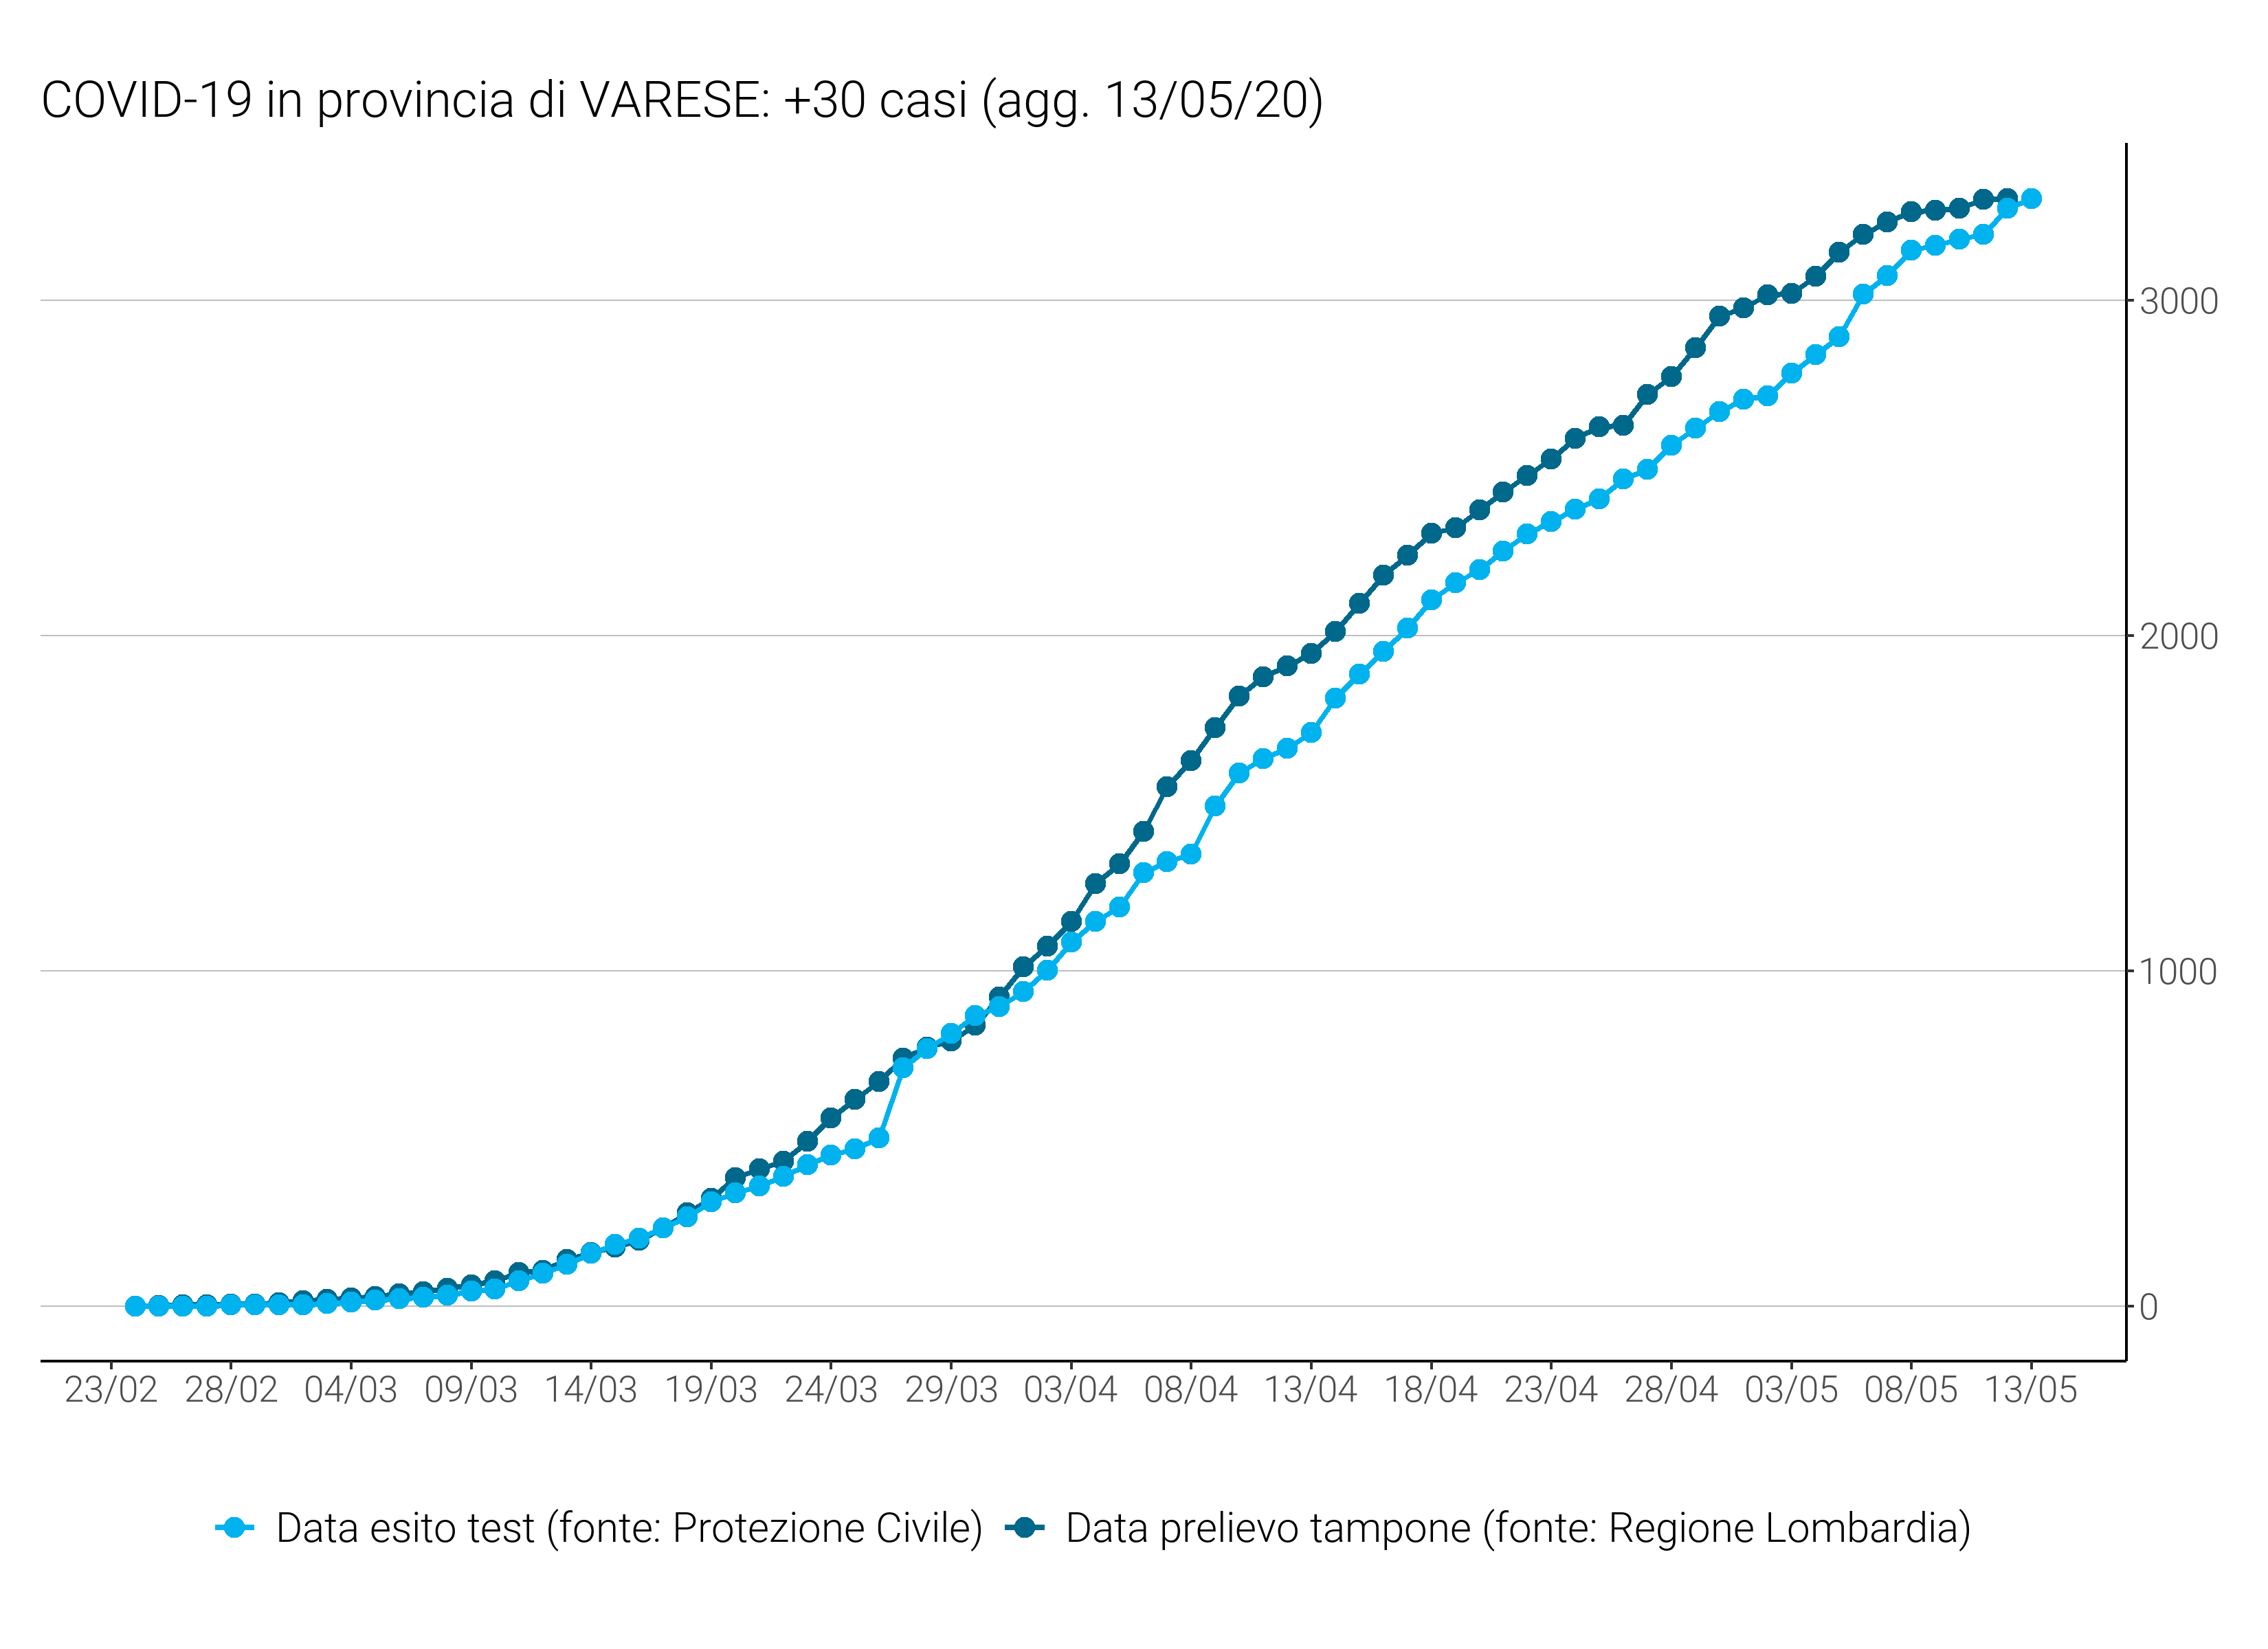 COVID-19 in provincia di VARESE: +30 casi (agg. 13/05/20)
3000
2000
1000
0
23/02 28/02 04/03 09/03 14/03 19/03 24/03 29/03 03/04 08/04 13/04 18/04 23/04 28/04 03/05 08/05 13/05
Data esito test (fonte: Protezione Civile) Data prelievo tampone (fonte: Regione Lombardia)